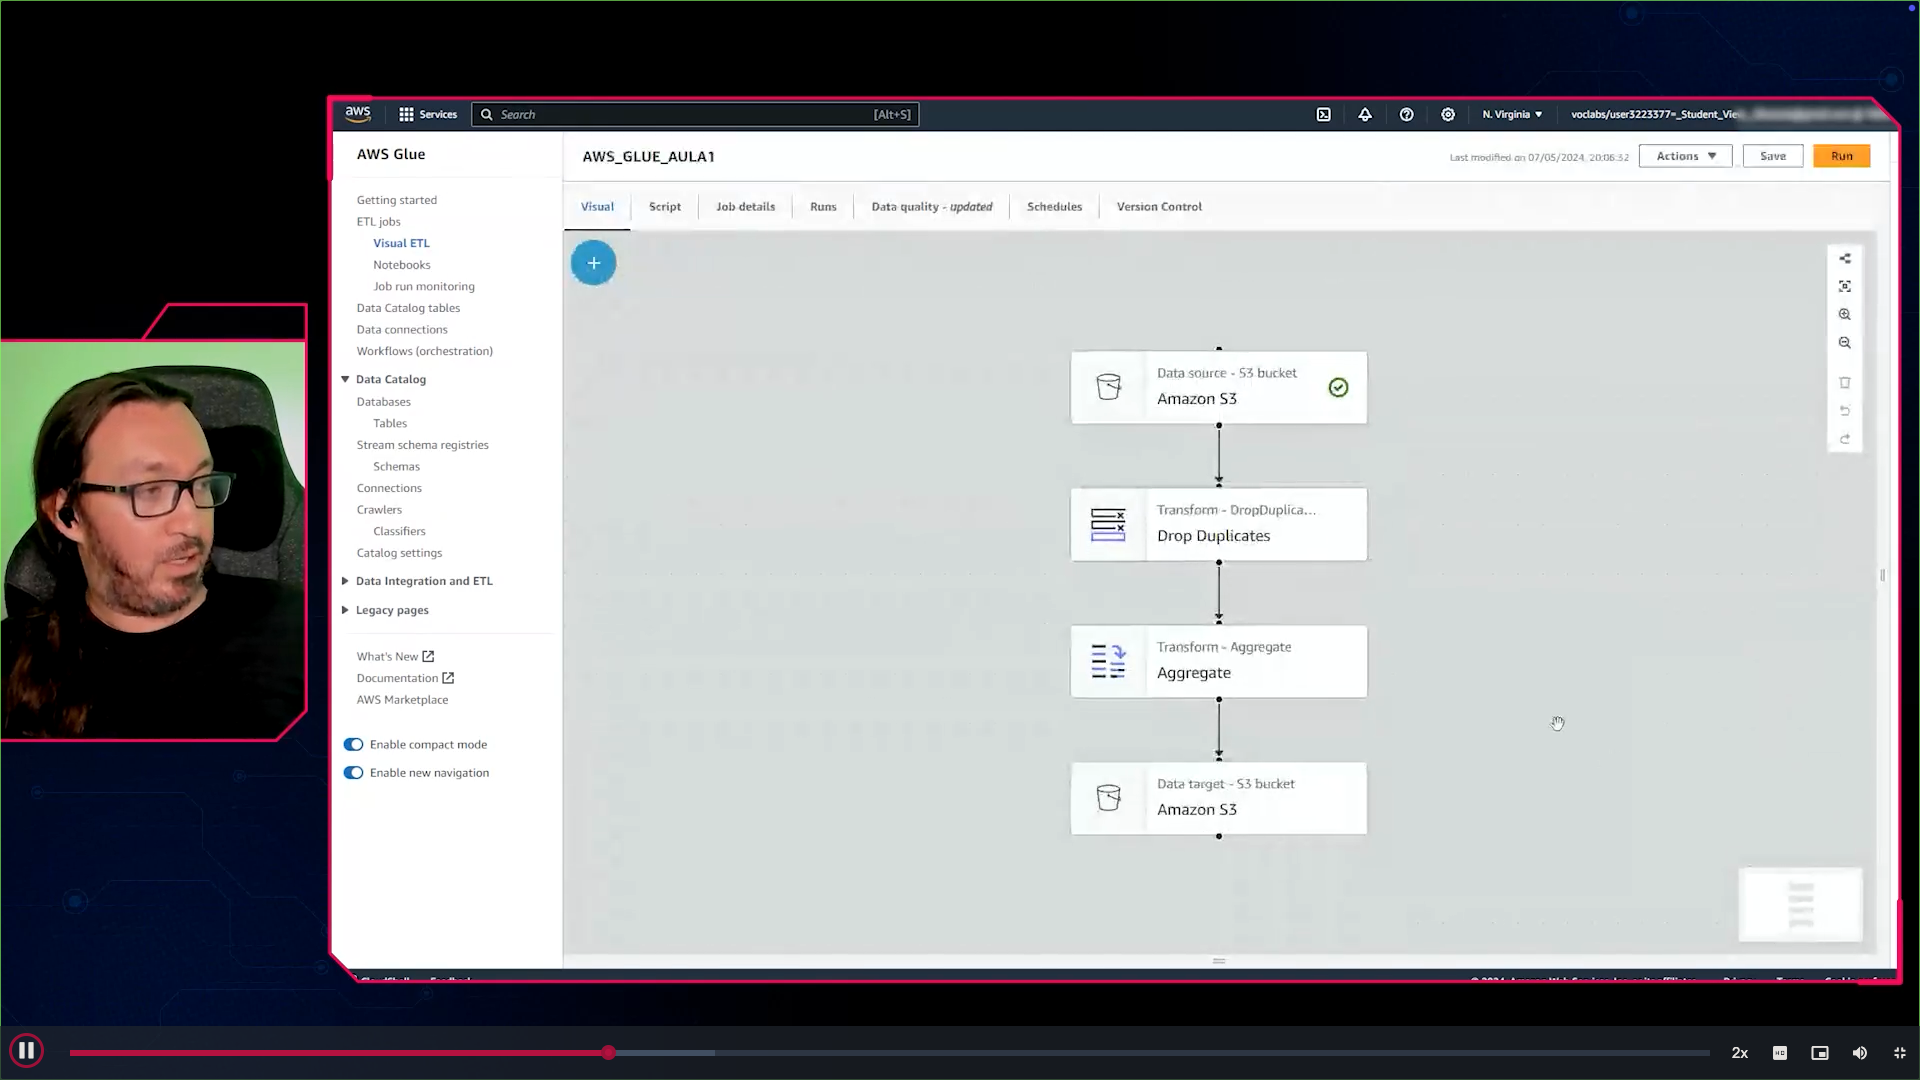 aws
Services
Search
[Alt+S]
N. Virginia
voclabs/user3223377=_Student_Vie
AWS Glue
Getting started
ETL jobs
Visual ETL
Notebooks
Job run monitoring
Data Catalog tables
Data connections
Workflows (orchestration)
Data Catalog
Databases
Tables
Stream schema registries
Schemas
Connections
Crawlers
Classifiers
Catalog settings
Data Integration and ETL
Legacy pages
What's New
Documentation
AWS Marketplace
Enable compact mode
Enable new navigation
AWS_GLUE_AULA1
Last modified on 07/05/2024, 20:06:32
Actions
Save
Run
Visual
Script
Job details
Runs
Data quality - updated
Schedules
Version Control
Data source - S3 bucket
Amazon S3
Transform - DropDuplica...
Drop Duplicates
Transform - Aggregate
Aggregate
Data target - S3 bucket
Amazon S3
2x
HD